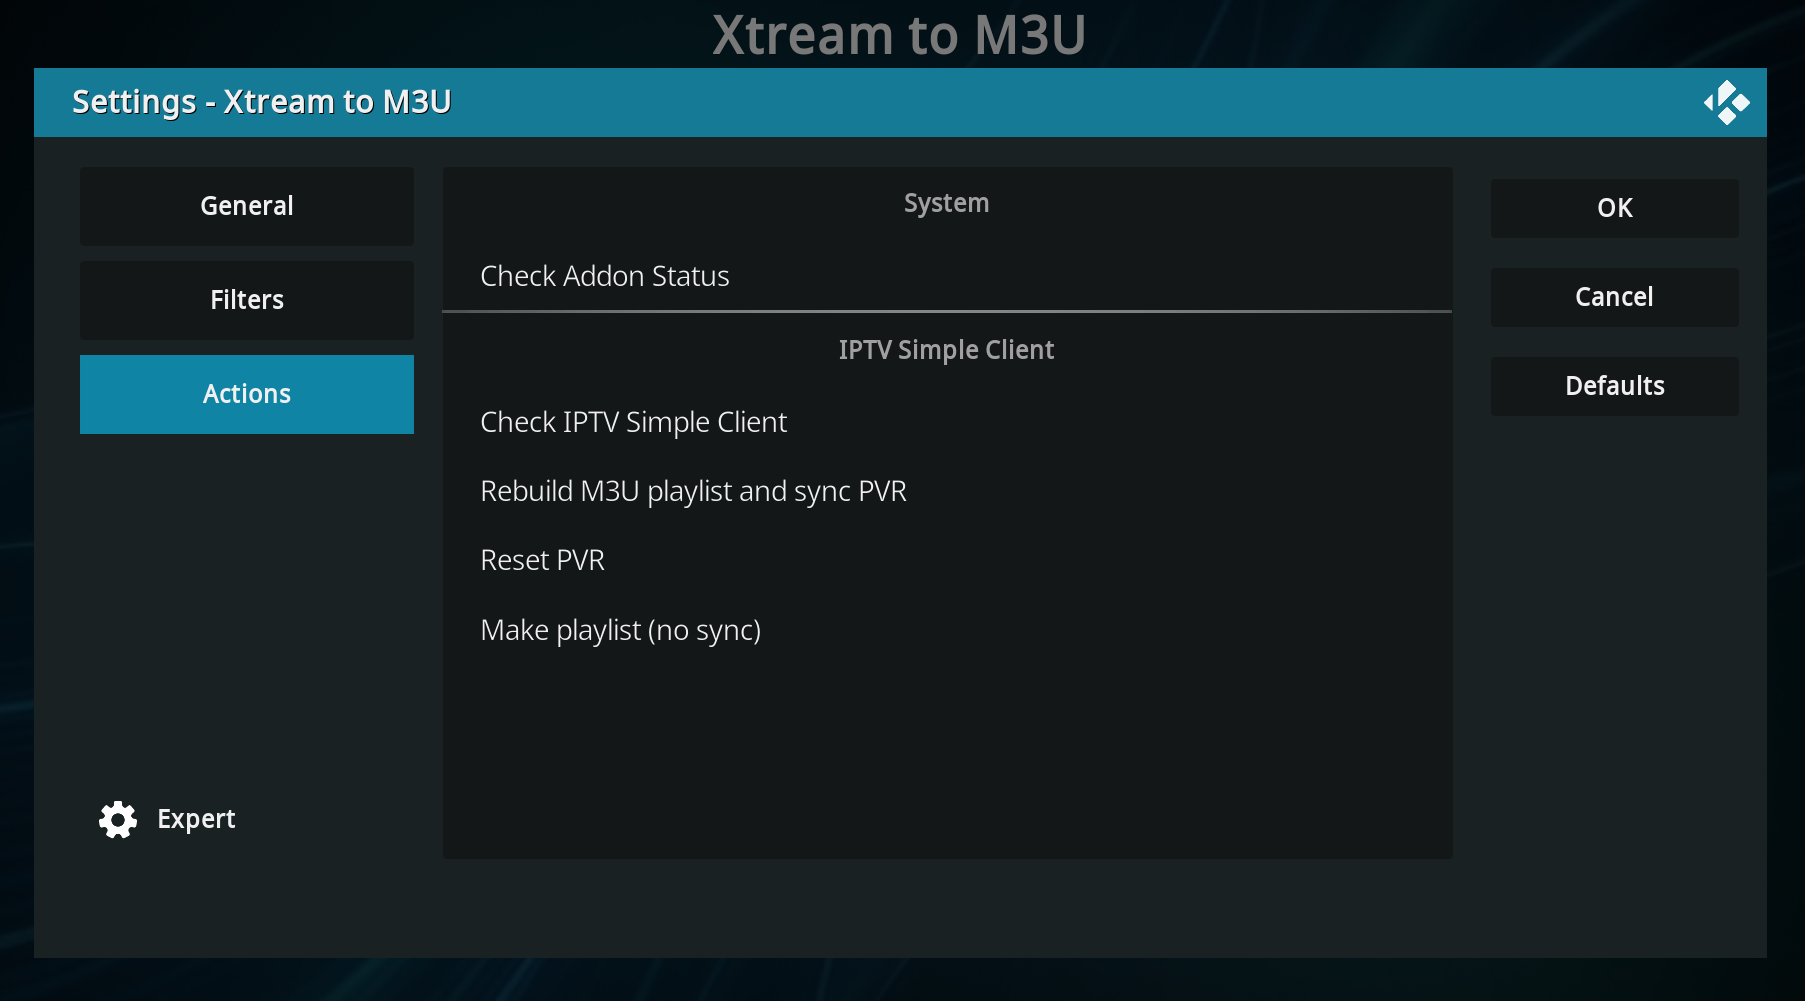 Xtream to M3U
Settings - Xtream to M3U
General
Filters
Actions
Expert
System
Check Addon Status
IPTV Simple Client
Check IPTV Simple Client
Rebuild M3U playlist and sync PVR
Reset PVR
Make playlist (no sync)
OK
Cancel
Defaults